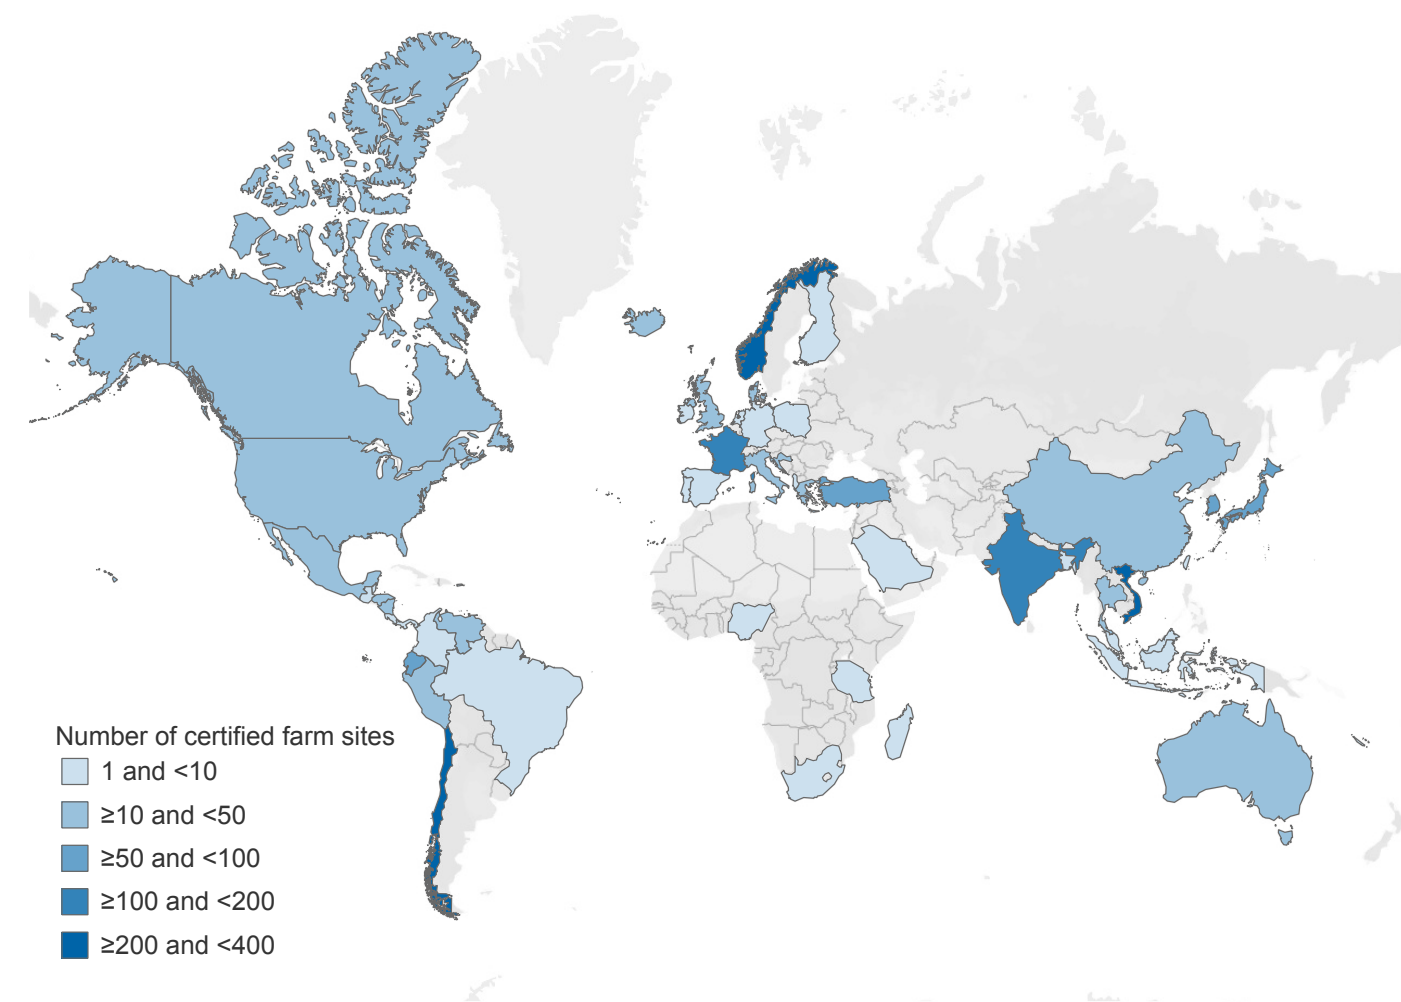 Number of certified farm sites
1 and <10
≥10 and <50
≥50 and <100
≥100 and <200
≥200 and <400